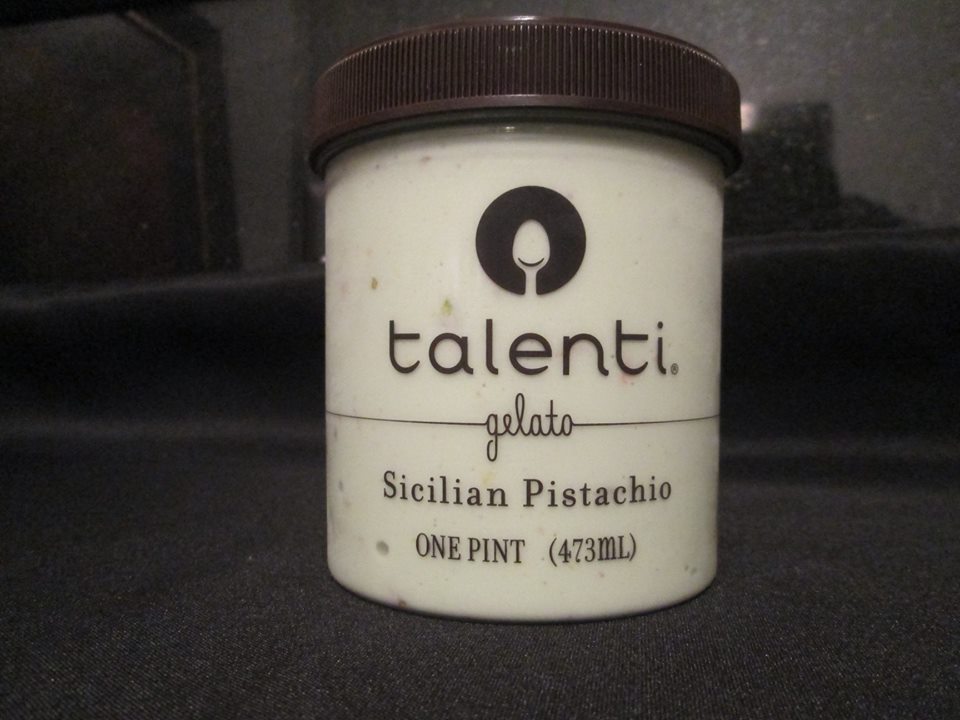 talenti®
gelato
Sicilian Pistachio
ONE PINT (473mL)